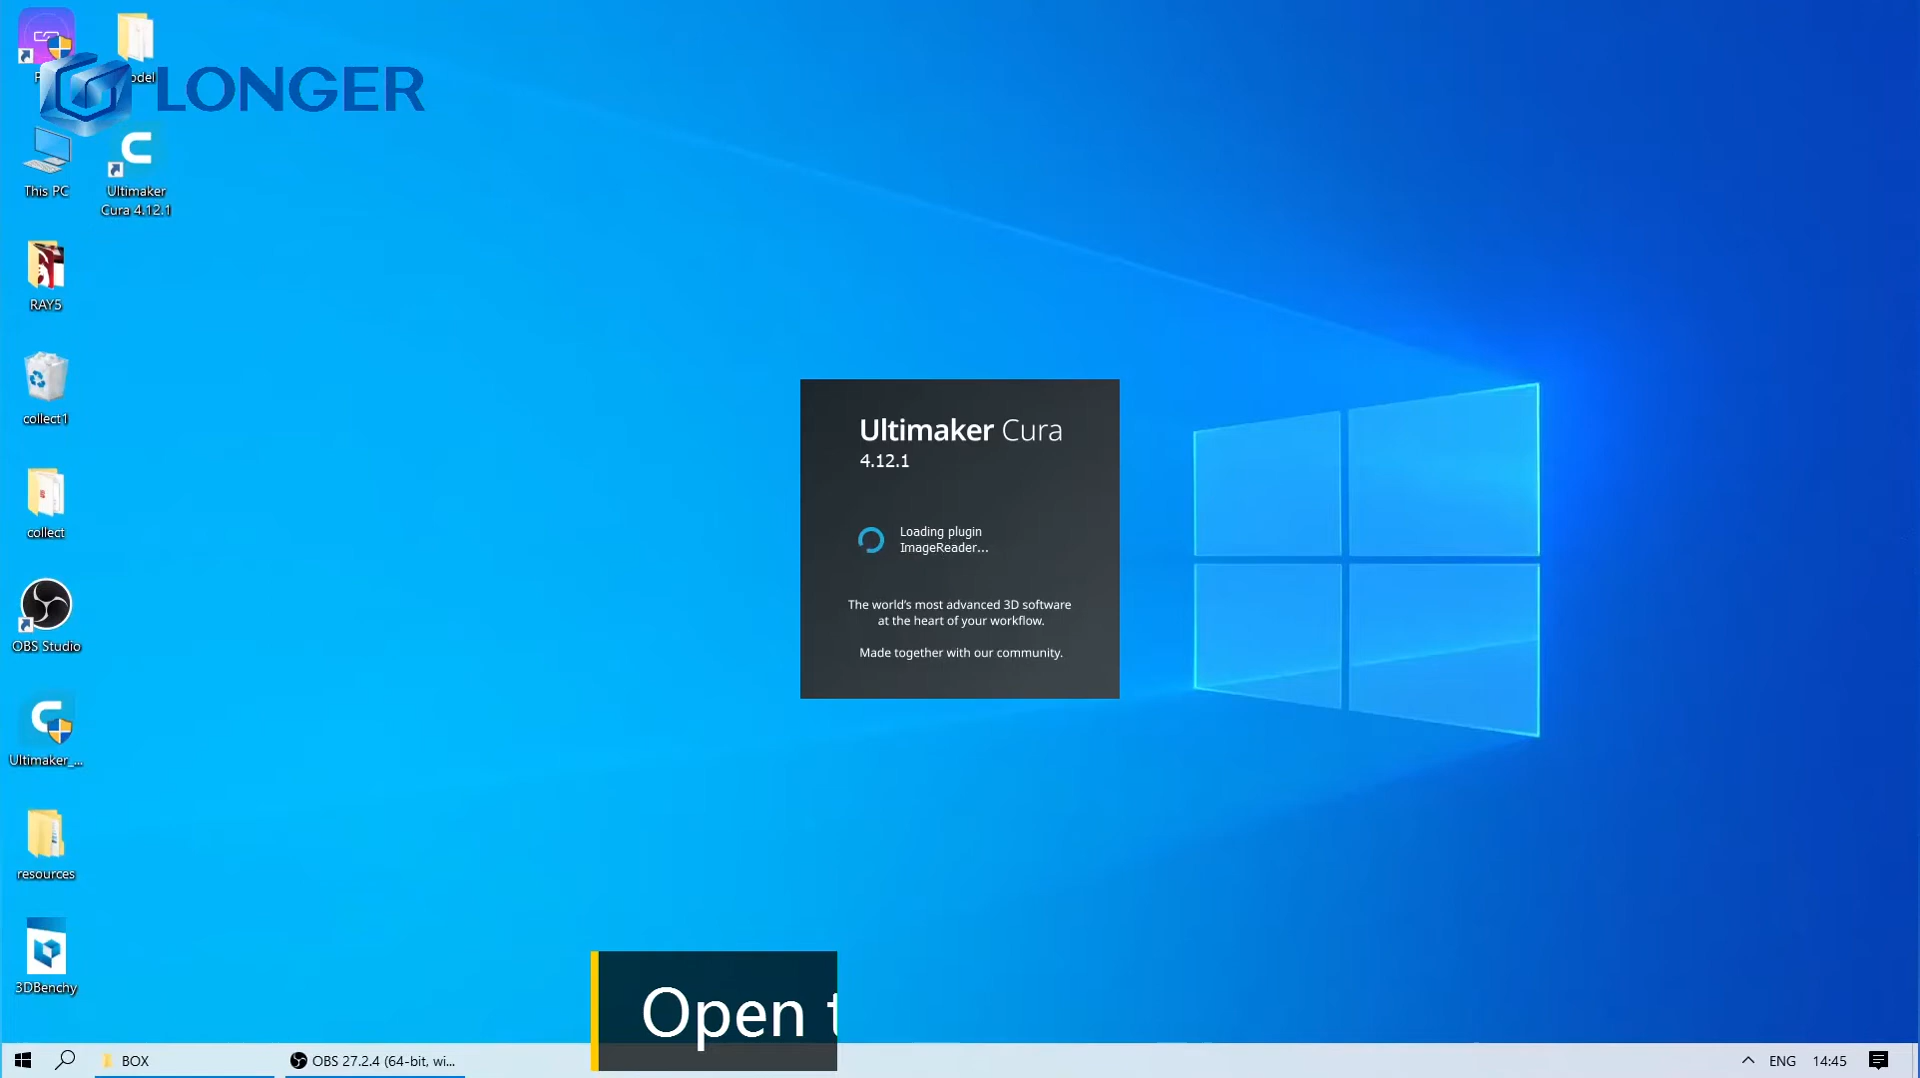 LONGER
odel
This PC
Ultimaker
Cura 4.12.1
RAY5
collect1
collect
OBS Studio
Ultimaker_...
resources
3DBenchy
Ultimaker Cura
4.12.1
Loading plugin
ImageReader...
The world's most advanced 3D software
at the heart of your workflow.
Made together with our community.
Open t
BOX
OBS 27.2.4 (64-bit, wi...
ENG
14:45